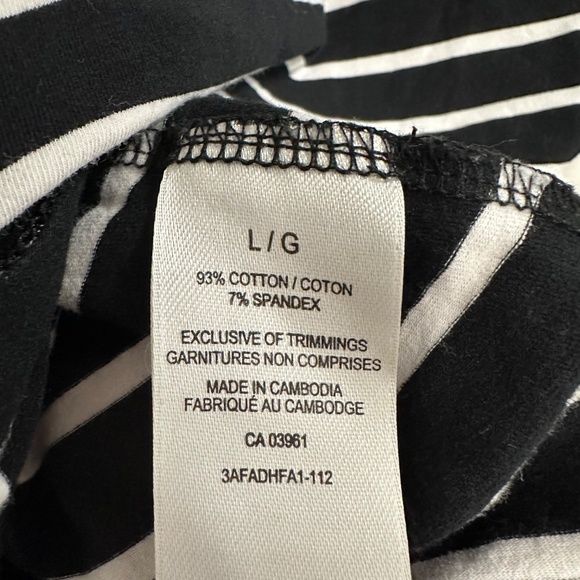 L / G
93% COTTON / COTON
7% SPANDEX
EXCLUSIVE OF TRIMMINGS
GARNITURES NON COMPRISES
MADE IN CAMBODIA
FABRIQUÉ AU CAMBODGE
CA 03961
3AFADHFA1-112